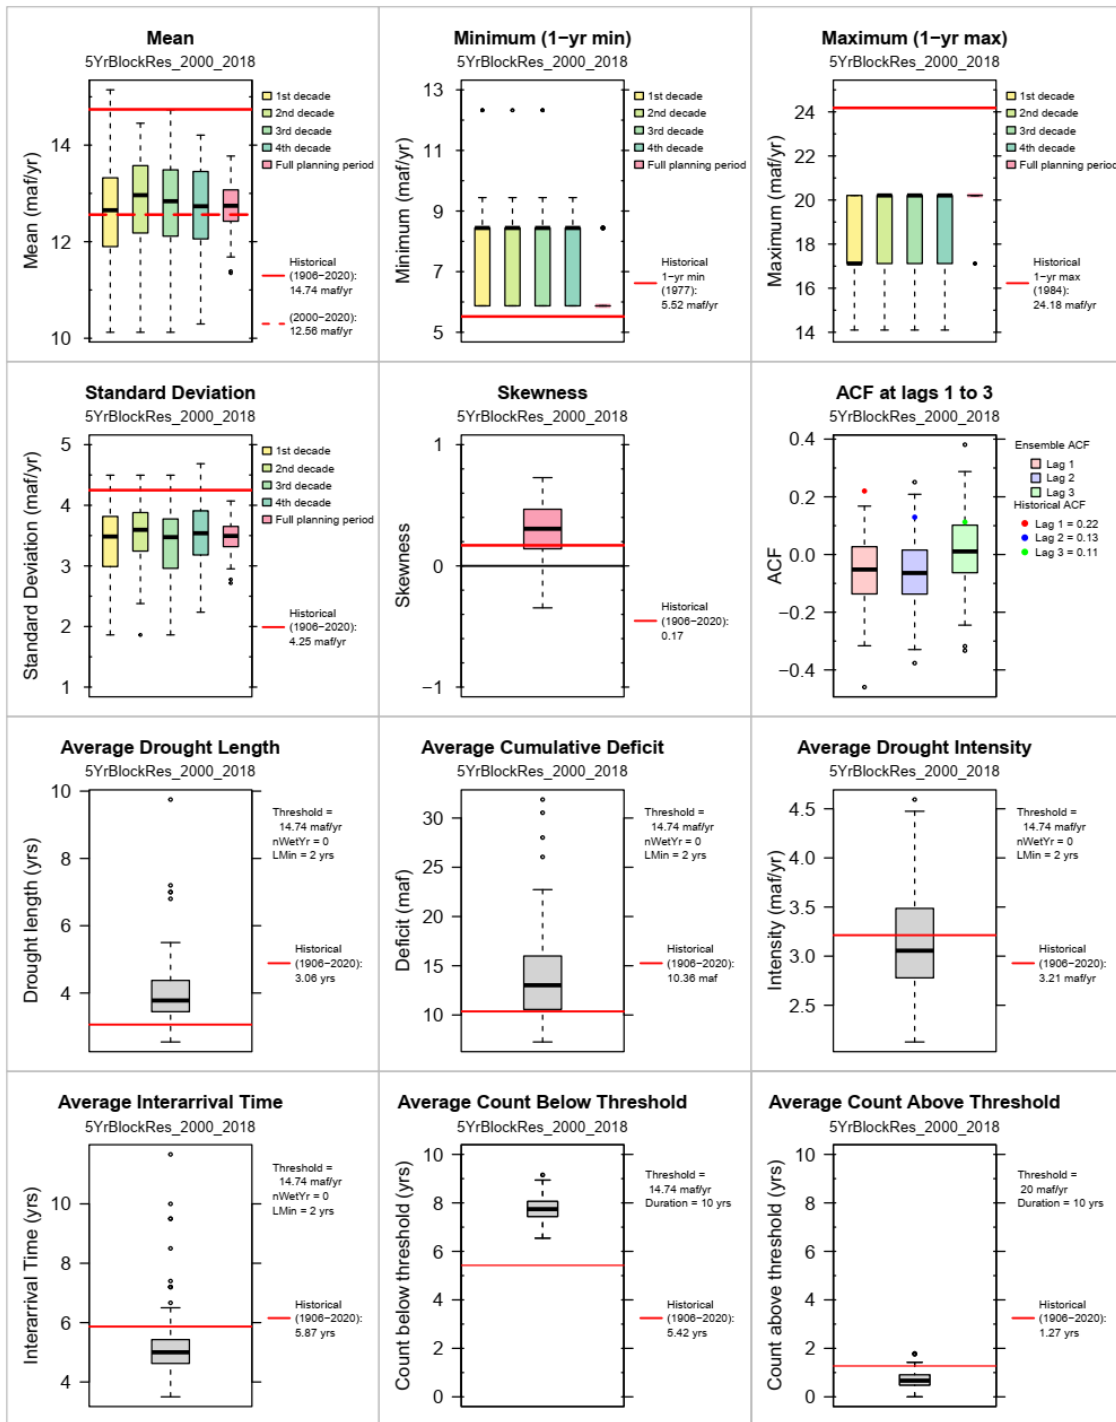 Mean
5YrBlockRes_2000_2018
Mean (maf/yr)
14
12
10
1st decade
2nd decade
3rd decade
4th decade
Full planning period
Historical
(1906−2020):
14.74 maf/yr
(2000−2020):
12.56 maf/yr
Minimum (1−yr min)
5YrBlockRes_2000_2018
Minimum (maf/yr)
13
11
9
7
5
1st decade
2nd decade
3rd decade
4th decade
Full planning period
Historical
1−yr min
(1977):
5.52 maf/yr
Maximum (1−yr max)
5YrBlockRes_2000_2018
Maximum (maf/yr)
24
22
20
18
16
14
1st decade
2nd decade
3rd decade
4th decade
Full planning period
Historical
1−yr max
(1984):
24.18 maf/yr
Standard Deviation
5YrBlockRes_2000_2018
Standard Deviation (maf/yr)
5
4
3
2
1
1st decade
2nd decade
3rd decade
4th decade
Full planning period
Historical
(1906−2020):
4.25 maf/yr
Skewness
5YrBlockRes_2000_2018
Skewness
1
0
−1
Historical
(1906−2020):
0.17
ACF at lags 1 to 3
5YrBlockRes_2000_2018
ACF
0.4
0.2
0.0
−0.2
−0.4
Ensemble ACF
Lag 1
Lag 2
Lag 3
Historical ACF
Lag 1 = 0.22
Lag 2 = 0.13
Lag 3 = 0.11
Average Drought Length
5YrBlockRes_2000_2018
Drought length (yrs)
10
8
6
4
Threshold =
14.74 maf/yr
nWetYr = 0
LMin = 2 yrs
Historical
(1906−2020):
3.06 yrs
Average Cumulative Deficit
5YrBlockRes_2000_2018
Deficit (maf)
30
25
20
15
10
Threshold =
14.74 maf/yr
nWetYr = 0
LMin = 2 yrs
Historical
(1906−2020):
10.36 maf
Average Drought Intensity
5YrBlockRes_2000_2018
Intensity (maf/yr)
4.5
4.0
3.5
3.0
2.5
Threshold =
14.74 maf/yr
nWetYr = 0
LMin = 2 yrs
Historical
(1906−2020):
3.21 maf/yr
Average Interarrival Time
5YrBlockRes_2000_2018
Interarrival Time (yrs)
10
8
6
4
Threshold =
14.74 maf/yr
nWetYr = 0
LMin = 2 yrs
Historical
(1906−2020):
5.87 yrs
Average Count Below Threshold
5YrBlockRes_2000_2018
Count below threshold (yrs)
10
8
6
4
2
0
Threshold =
14.74 maf/yr
Duration = 10 yrs
Historical
(1906−2020):
5.42 yrs
Average Count Above Threshold
5YrBlockRes_2000_2018
Count above threshold (yrs)
10
8
6
4
2
0
Threshold =
20 maf/yr
Duration = 10 yrs
Historical
(1906−2020):
1.27 yrs